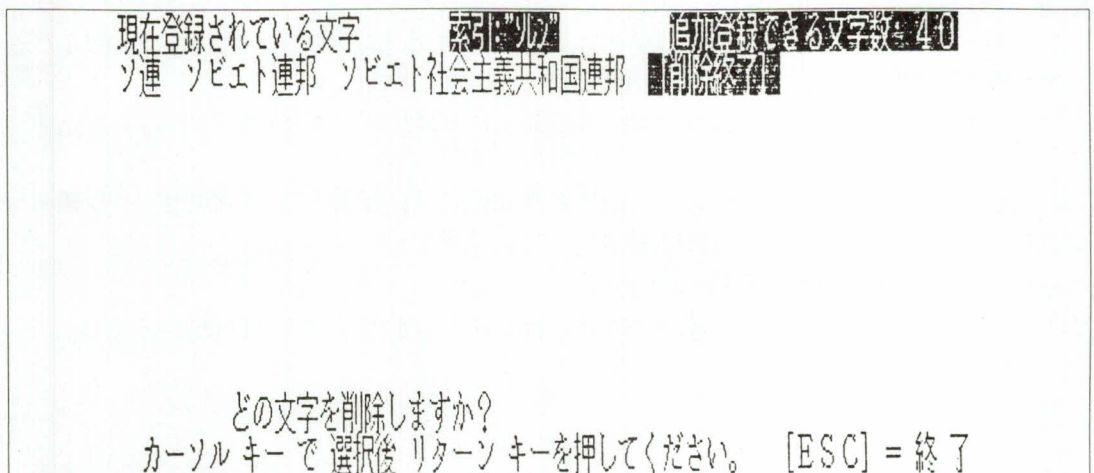 現在登録されている文字 索引:"ソレン" 追加登録できる文字数= 40
ソ連 ソビエト連邦 ソビエト社会主義共和国連邦 [削除終了]
どの文字を削除しますか?
カーソル キー で 選択後 リターン キーを押してください。 [ESC] = 終 了